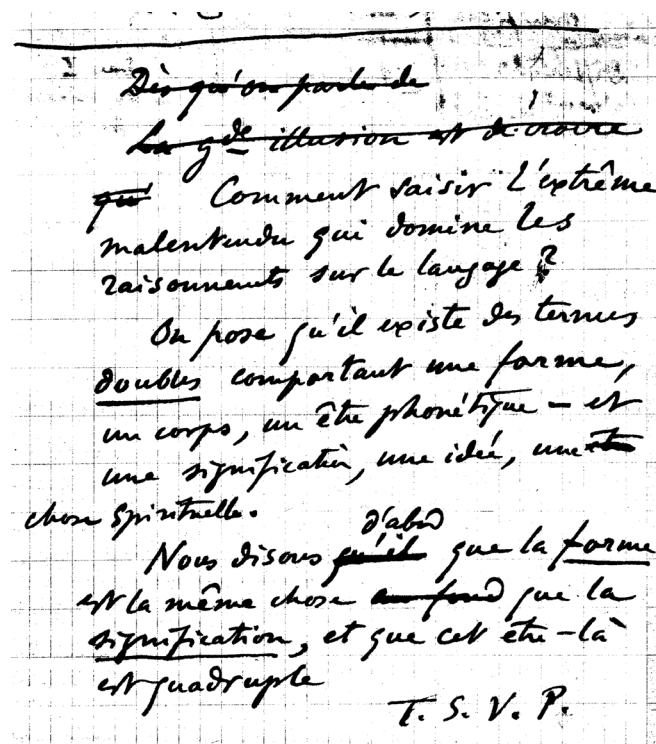 Dès qu'on parle de
La gde illusion est de croire
qu' Comment saisir l'extrême
malentendu qui domine les
raisonnements sur le langage ?
On pose qu'il existe des termes
doubles comportant une forme,
un corps, un être phonétique – et
une signification, une idée, une
chose spirituelle.
d'abord
Nous disons qu'il que la forme
est la même chose au fond que la
signification, et que cet être-là
est quadruple
T. S. V. P.